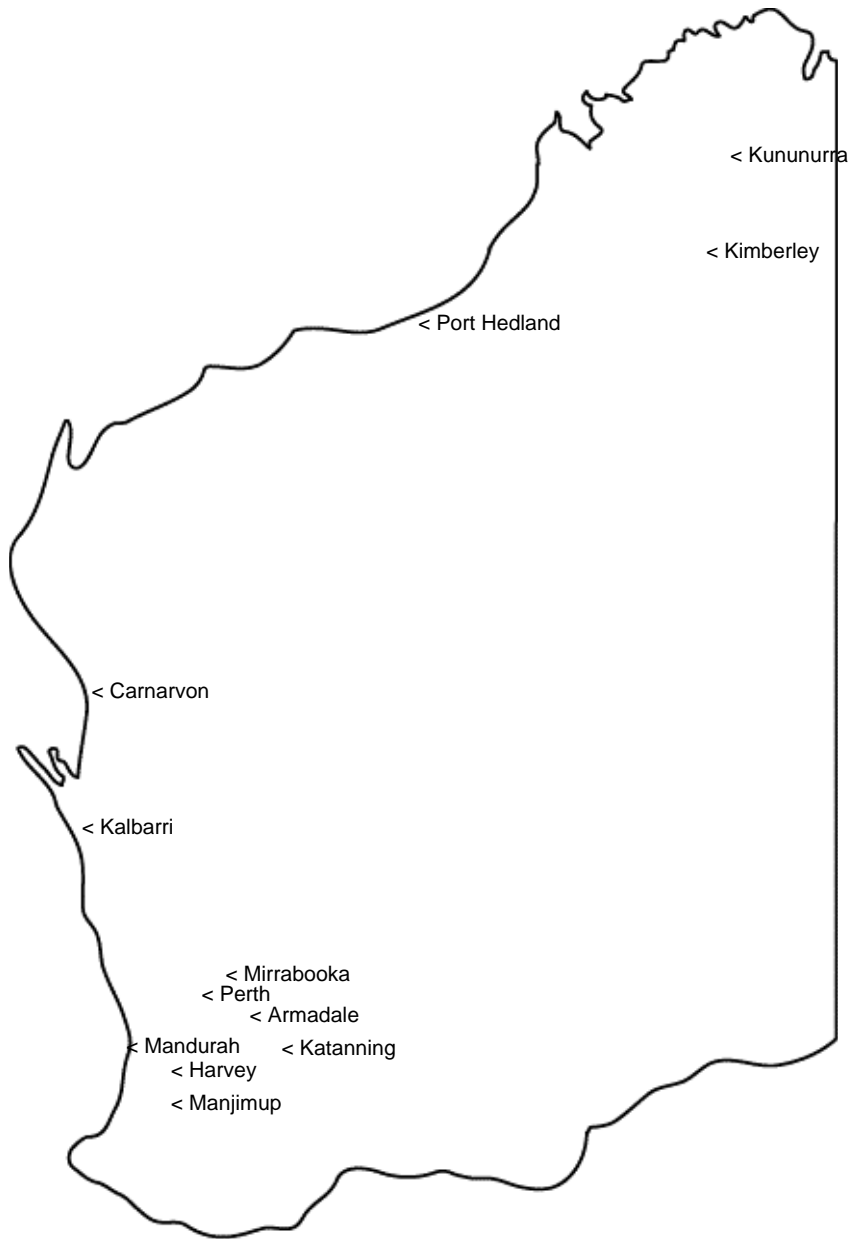 < Kununurra
< Kimberley
< Port Hedland
< Carnarvon
< Kalbarri
< Mirrabooka
< Perth
< Armadale
< Mandurah
< Katanning
< Harvey
< Manjimup